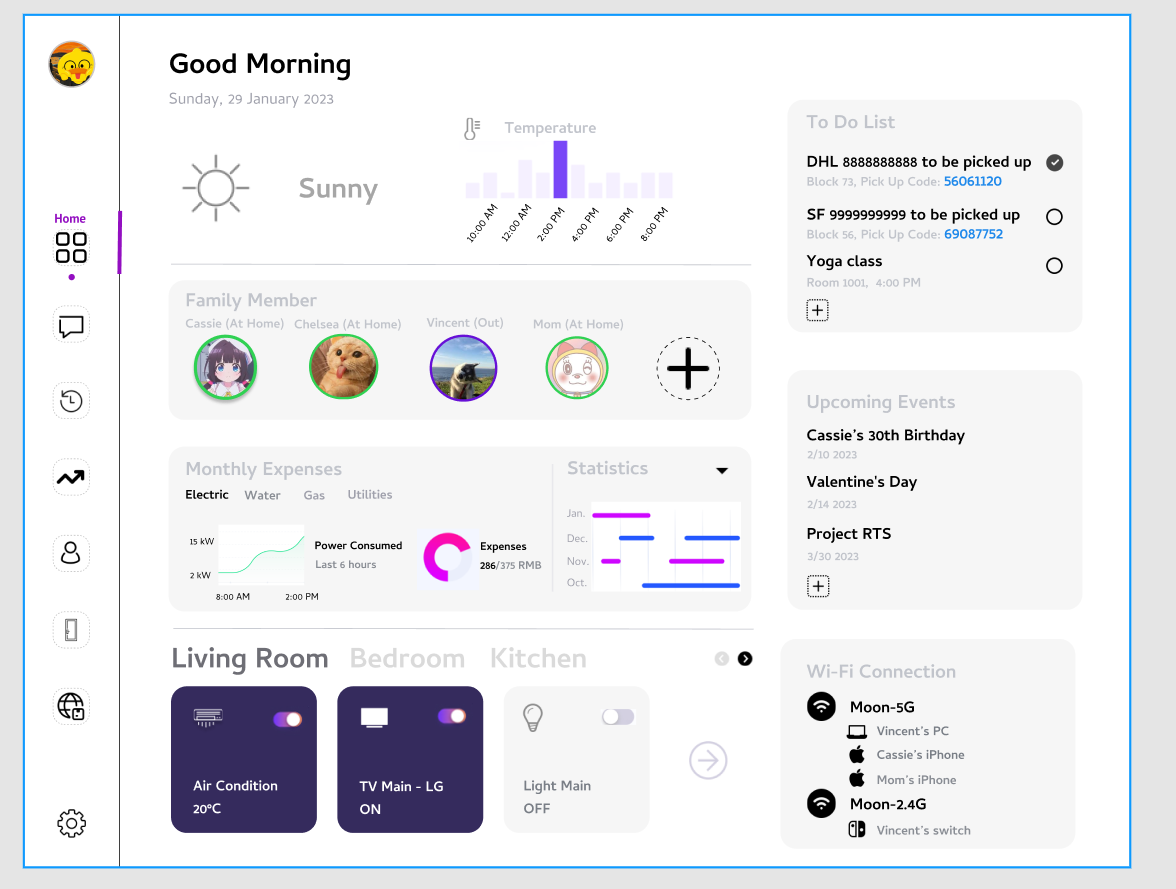 Good Morning
Sunday, 29 January 2023
Sunny
Temperature
10:00 AM
12:00 AM
2:00 PM
4:00 PM
6:00 PM
8:00 PM
Home
Family Member
Cassie (At Home)
Chelsea (At Home)
Vincent (Out)
Mom (At Home)
Monthly Expenses
Electric
Water
Gas
Utilities
15 kW
2 kW
8:00 AM
2:00 PM
Power Consumed
Last 6 hours
Expenses
286/375 RMB
Statistics
Jan.
Dec.
Nov.
Oct.
Living Room
Bedroom
Kitchen
Air Condition
20°C
TV Main - LG
ON
Light Main
OFF
To Do List
DHL 8888888888 to be picked up
Block 73, Pick Up Code: 56061120
SF 9999999999 to be picked up
Block 56, Pick Up Code: 69087752
Yoga class
Room 1001, 4:00 PM
Upcoming Events
Cassie's 30th Birthday
2/10 2023
Valentine's Day
2/14 2023
Project RTS
3/30 2023
Wi-Fi Connection
Moon-5G
Vincent's PC
Cassie's iPhone
Mom's iPhone
Moon-2.4G
Vincent's switch